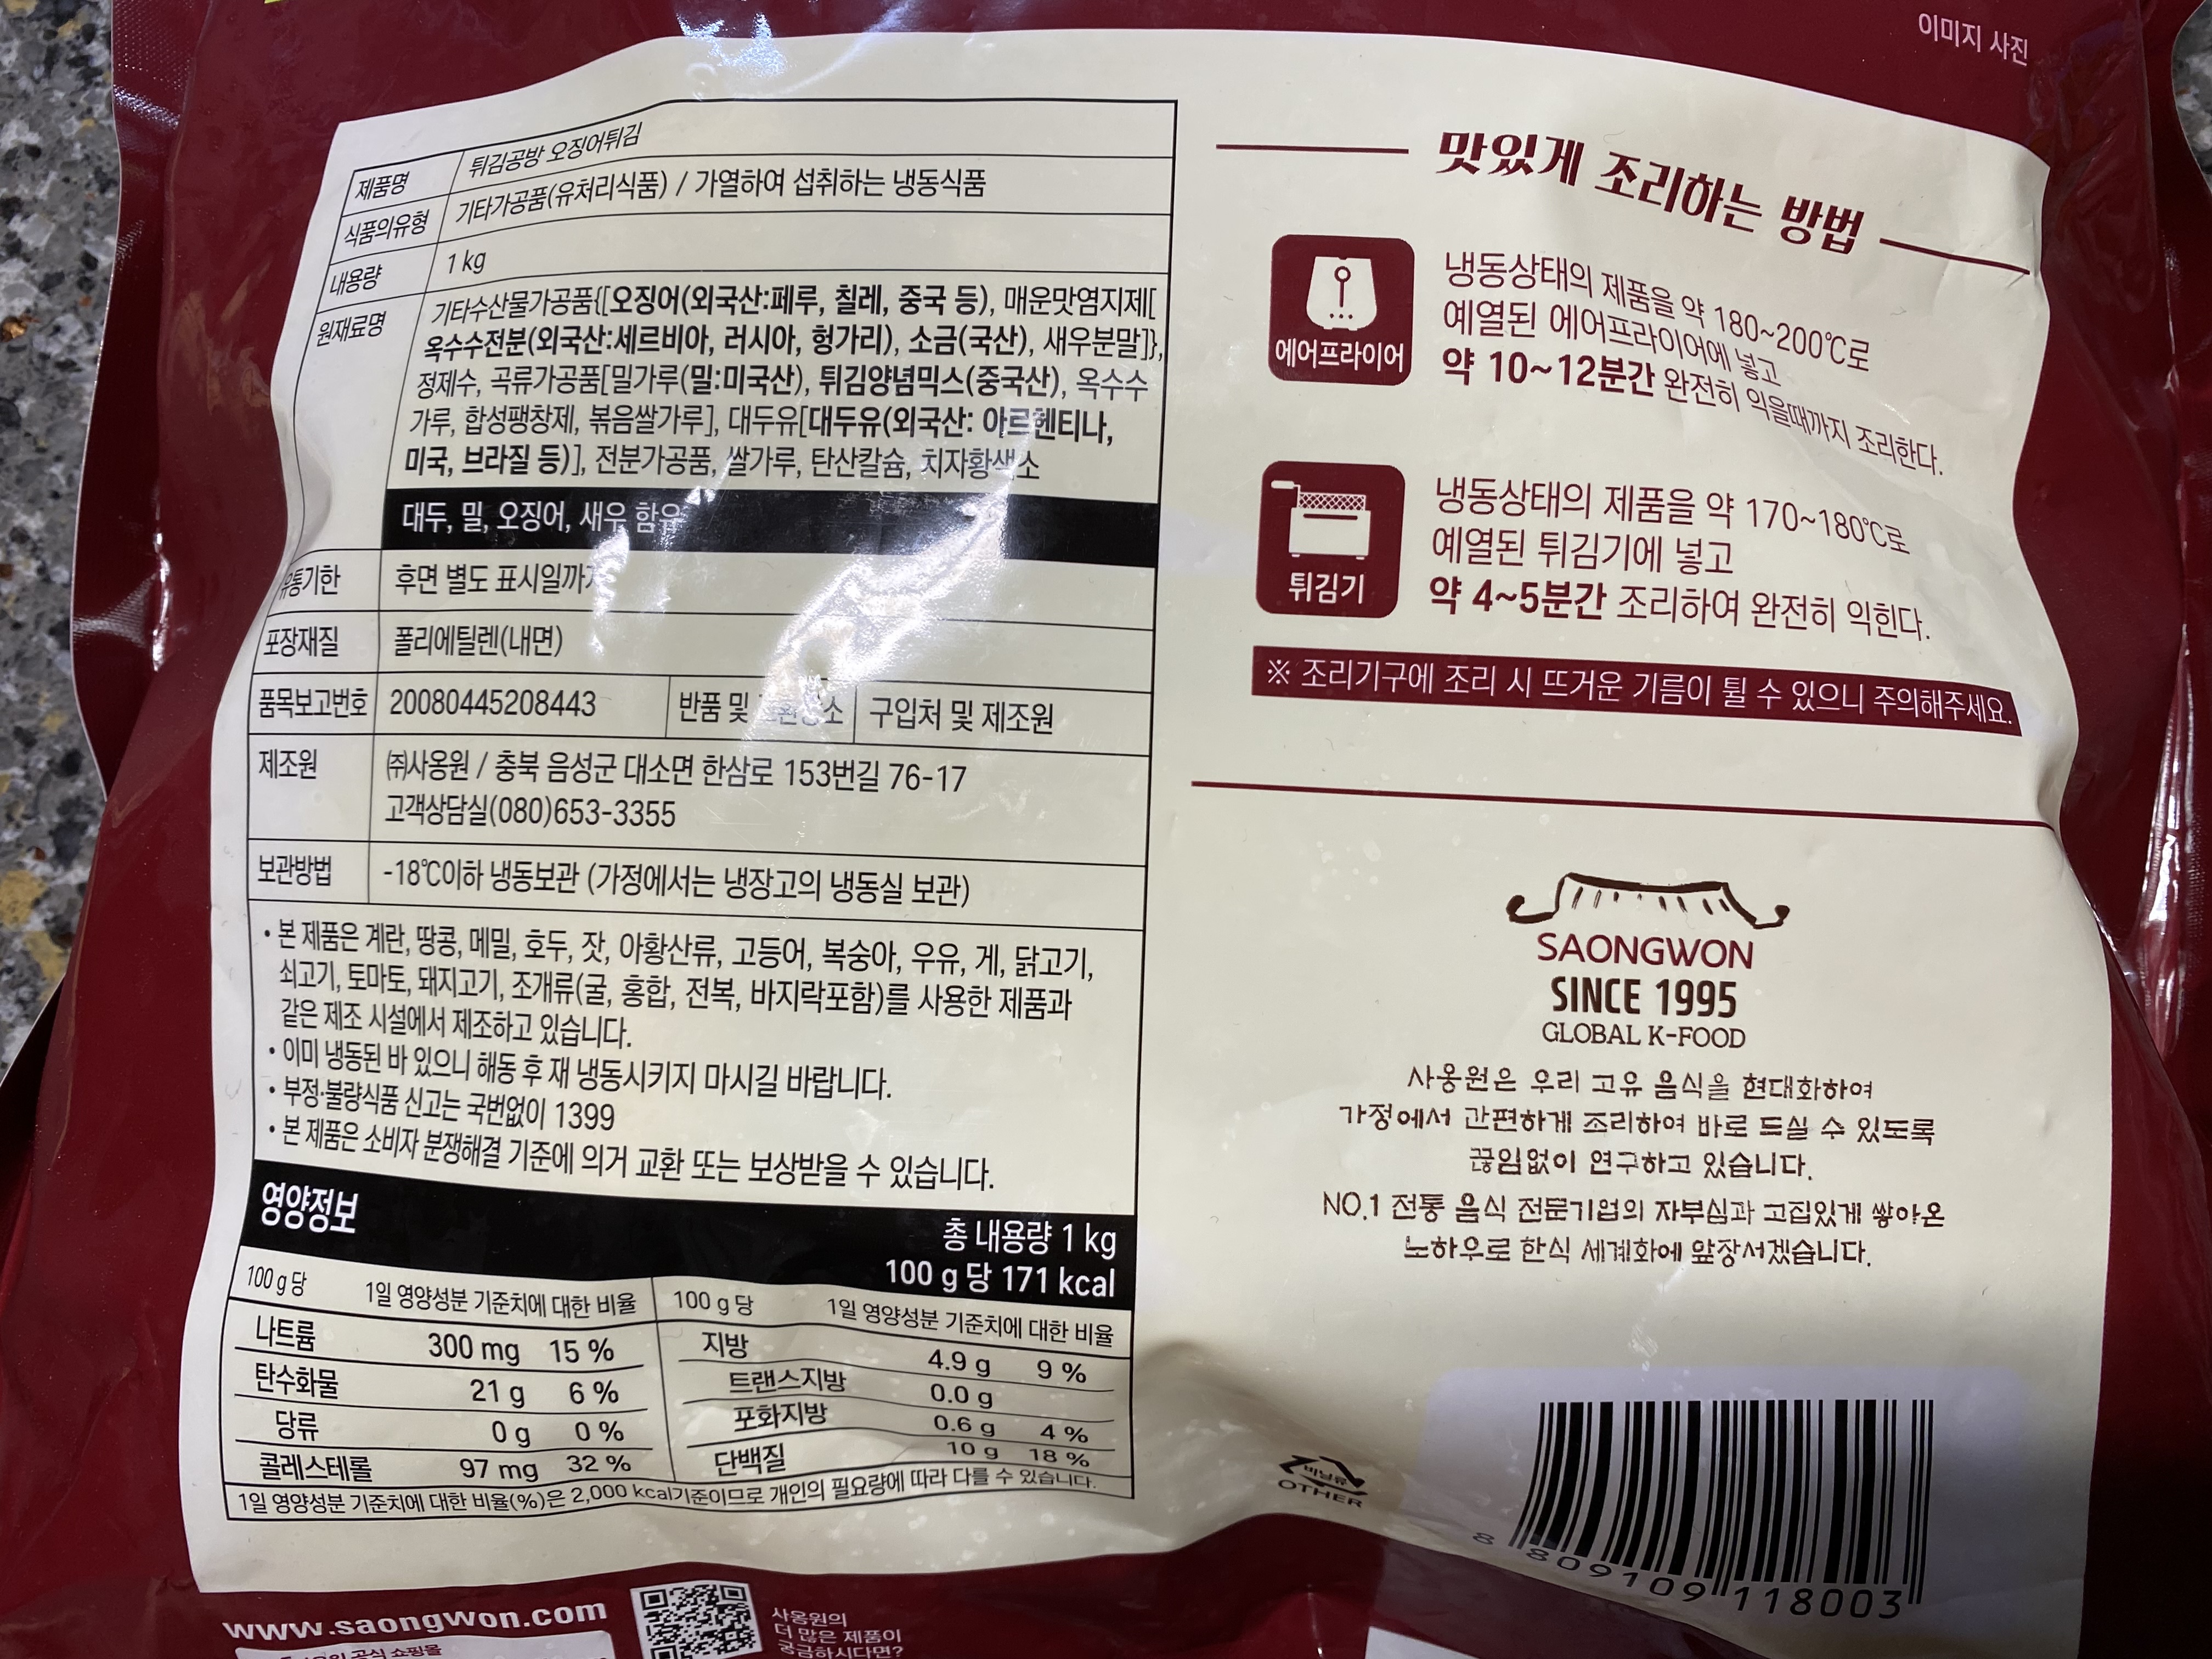 이미지 사진
제품명 튀김공방 오징어튀김
식품의유형 기타가공품(유처리식품) / 가열하여 섭취하는 냉동식품
내용량 1 kg
원재료명 기타수산물가공품{[오징어(외국산:페루, 칠레, 중국 등), 매운맛염지제[
옥수수전분(외국산:세르비아, 러시아, 헝가리), 소금(국산), 새우분말]},
정제수, 곡류가공품[밀가루(밀:미국산), 튀김양념믹스(중국산), 옥수수
가루, 합성팽창제, 볶음쌀가루], 대두유[대두유(외국산: 아르헨티나,
미국, 브라질 등)], 전분가공품, 쌀가루, 탄산칼슘, 치자황색소
대두, 밀, 오징어, 새우 함유
유통기한 후면 별도 표시일까지
포장재질 폴리에틸렌(내면)
품목보고번호 20080445208443 반품 및 구입처 및 제조원
제조원 ㈜사옹원 / 충북 음성군 대소면 한삼로 153번길 76-17
고객상담실(080)653-3355
보관방법 -18℃이하 냉동보관 (가정에서는 냉장고의 냉동실 보관)
• 본 제품은 계란, 땅콩, 메밀, 호두, 잣, 아황산류, 고등어, 복숭아, 우유, 게, 닭고기,
쇠고기, 토마토, 돼지고기, 조개류(굴, 홍합, 전복, 바지락포함)를 사용한 제품과
같은 제조 시설에서 제조하고 있습니다.
• 이미 냉동된 바 있으니 해동 후 재 냉동시키지 마시길 바랍니다.
• 부정·불량식품 신고는 국번없이 1399
• 본 제품은 소비자 분쟁해결 기준에 의거 교환 또는 보상받을 수 있습니다.
영양정보
총 내용량 1 kg
100 g 당 171 kcal
100 g 당 1일 영양성분 기준치에 대한 비율 100 g 당 1일 영양성분 기준치에 대한 비율
나트륨 300 mg 15 % 지방 4.9 g 9 %
탄수화물 21 g 6 % 트랜스지방 0.0 g
당류 0 g 0 % 포화지방 0.6 g 4 %
콜레스테롤 97 mg 32 % 단백질 10 g 18 %
1일 영양성분 기준치에 대한 비율(%)은 2,000 kcal기준이므로 개인의 필요량에 따라 다를 수 있습니다.
www.saongwon.com
공식 쇼핑몰
사옹원의
더 많은 제품이
궁금하시다면?
맛있게 조리하는 방법
에어프라이어
냉동상태의 제품을 약 180~200℃로
예열된 에어프라이어에 넣고
약 10~12분간 완전히 익을때까지 조리한다.
튀김기
냉동상태의 제품을 약 170~180℃로
예열된 튀김기에 넣고
약 4~5분간 조리하여 완전히 익힌다.
※ 조리기구에 조리 시 뜨거운 기름이 튈 수 있으니 주의해주세요.
SAONGWON
SINCE 1995
GLOBAL K-FOOD
사옹원은 우리 고유 음식을 현대화하여
가정에서 간편하게 조리하여 바로 드실 수 있도록
끊임없이 연구하고 있습니다.
NO.1 전통 음식 전문기업의 자부심과 고집있게 쌓아온
노하우로 한식 세계화에 앞장서겠습니다.
비닐류
OTHER
8 809109 118003